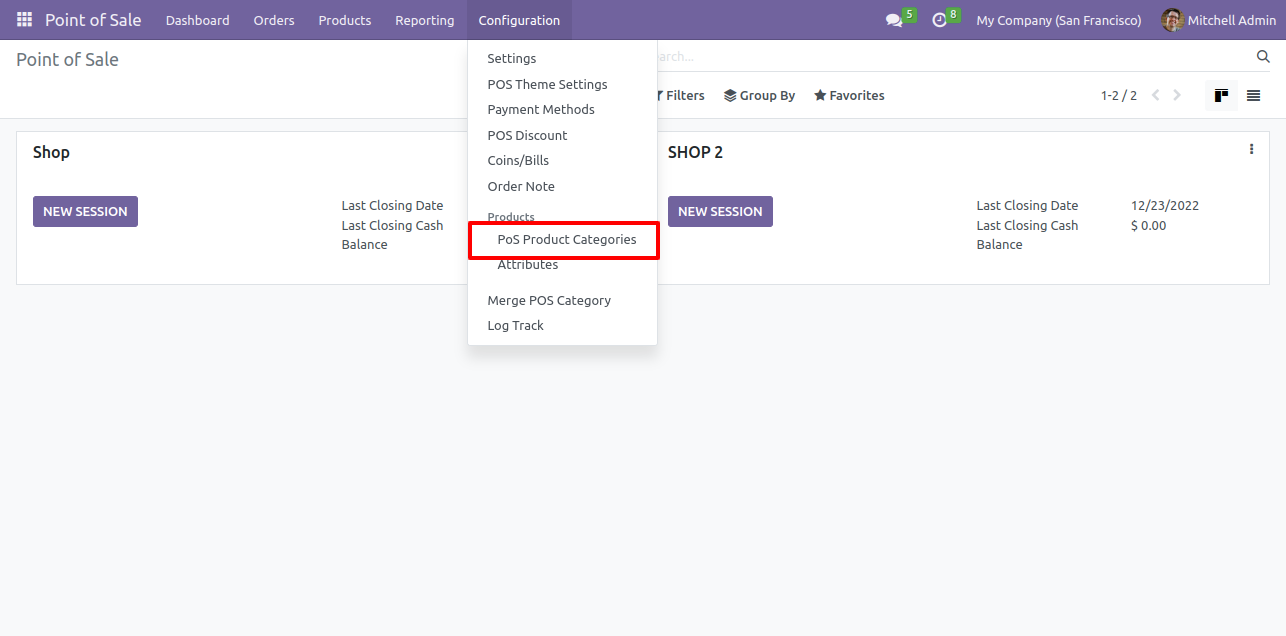 Point of Sale Dashboard Orders Products Reporting Configuration 5 8 My Company (San Francisco) Mitchell Admin
Point of Sale
arch...
Filters Group By Favorites 1-2 / 2
Settings
POS Theme Settings
Payment Methods
POS Discount
Coins/Bills
Order Note
Products
PoS Product Categories
Attributes
Merge POS Category
Log Track
Shop
NEW SESSION
Last Closing Date
Last Closing Cash
Balance
SHOP 2
NEW SESSION
Last Closing Date 12/23/2022
Last Closing Cash $ 0.00
Balance